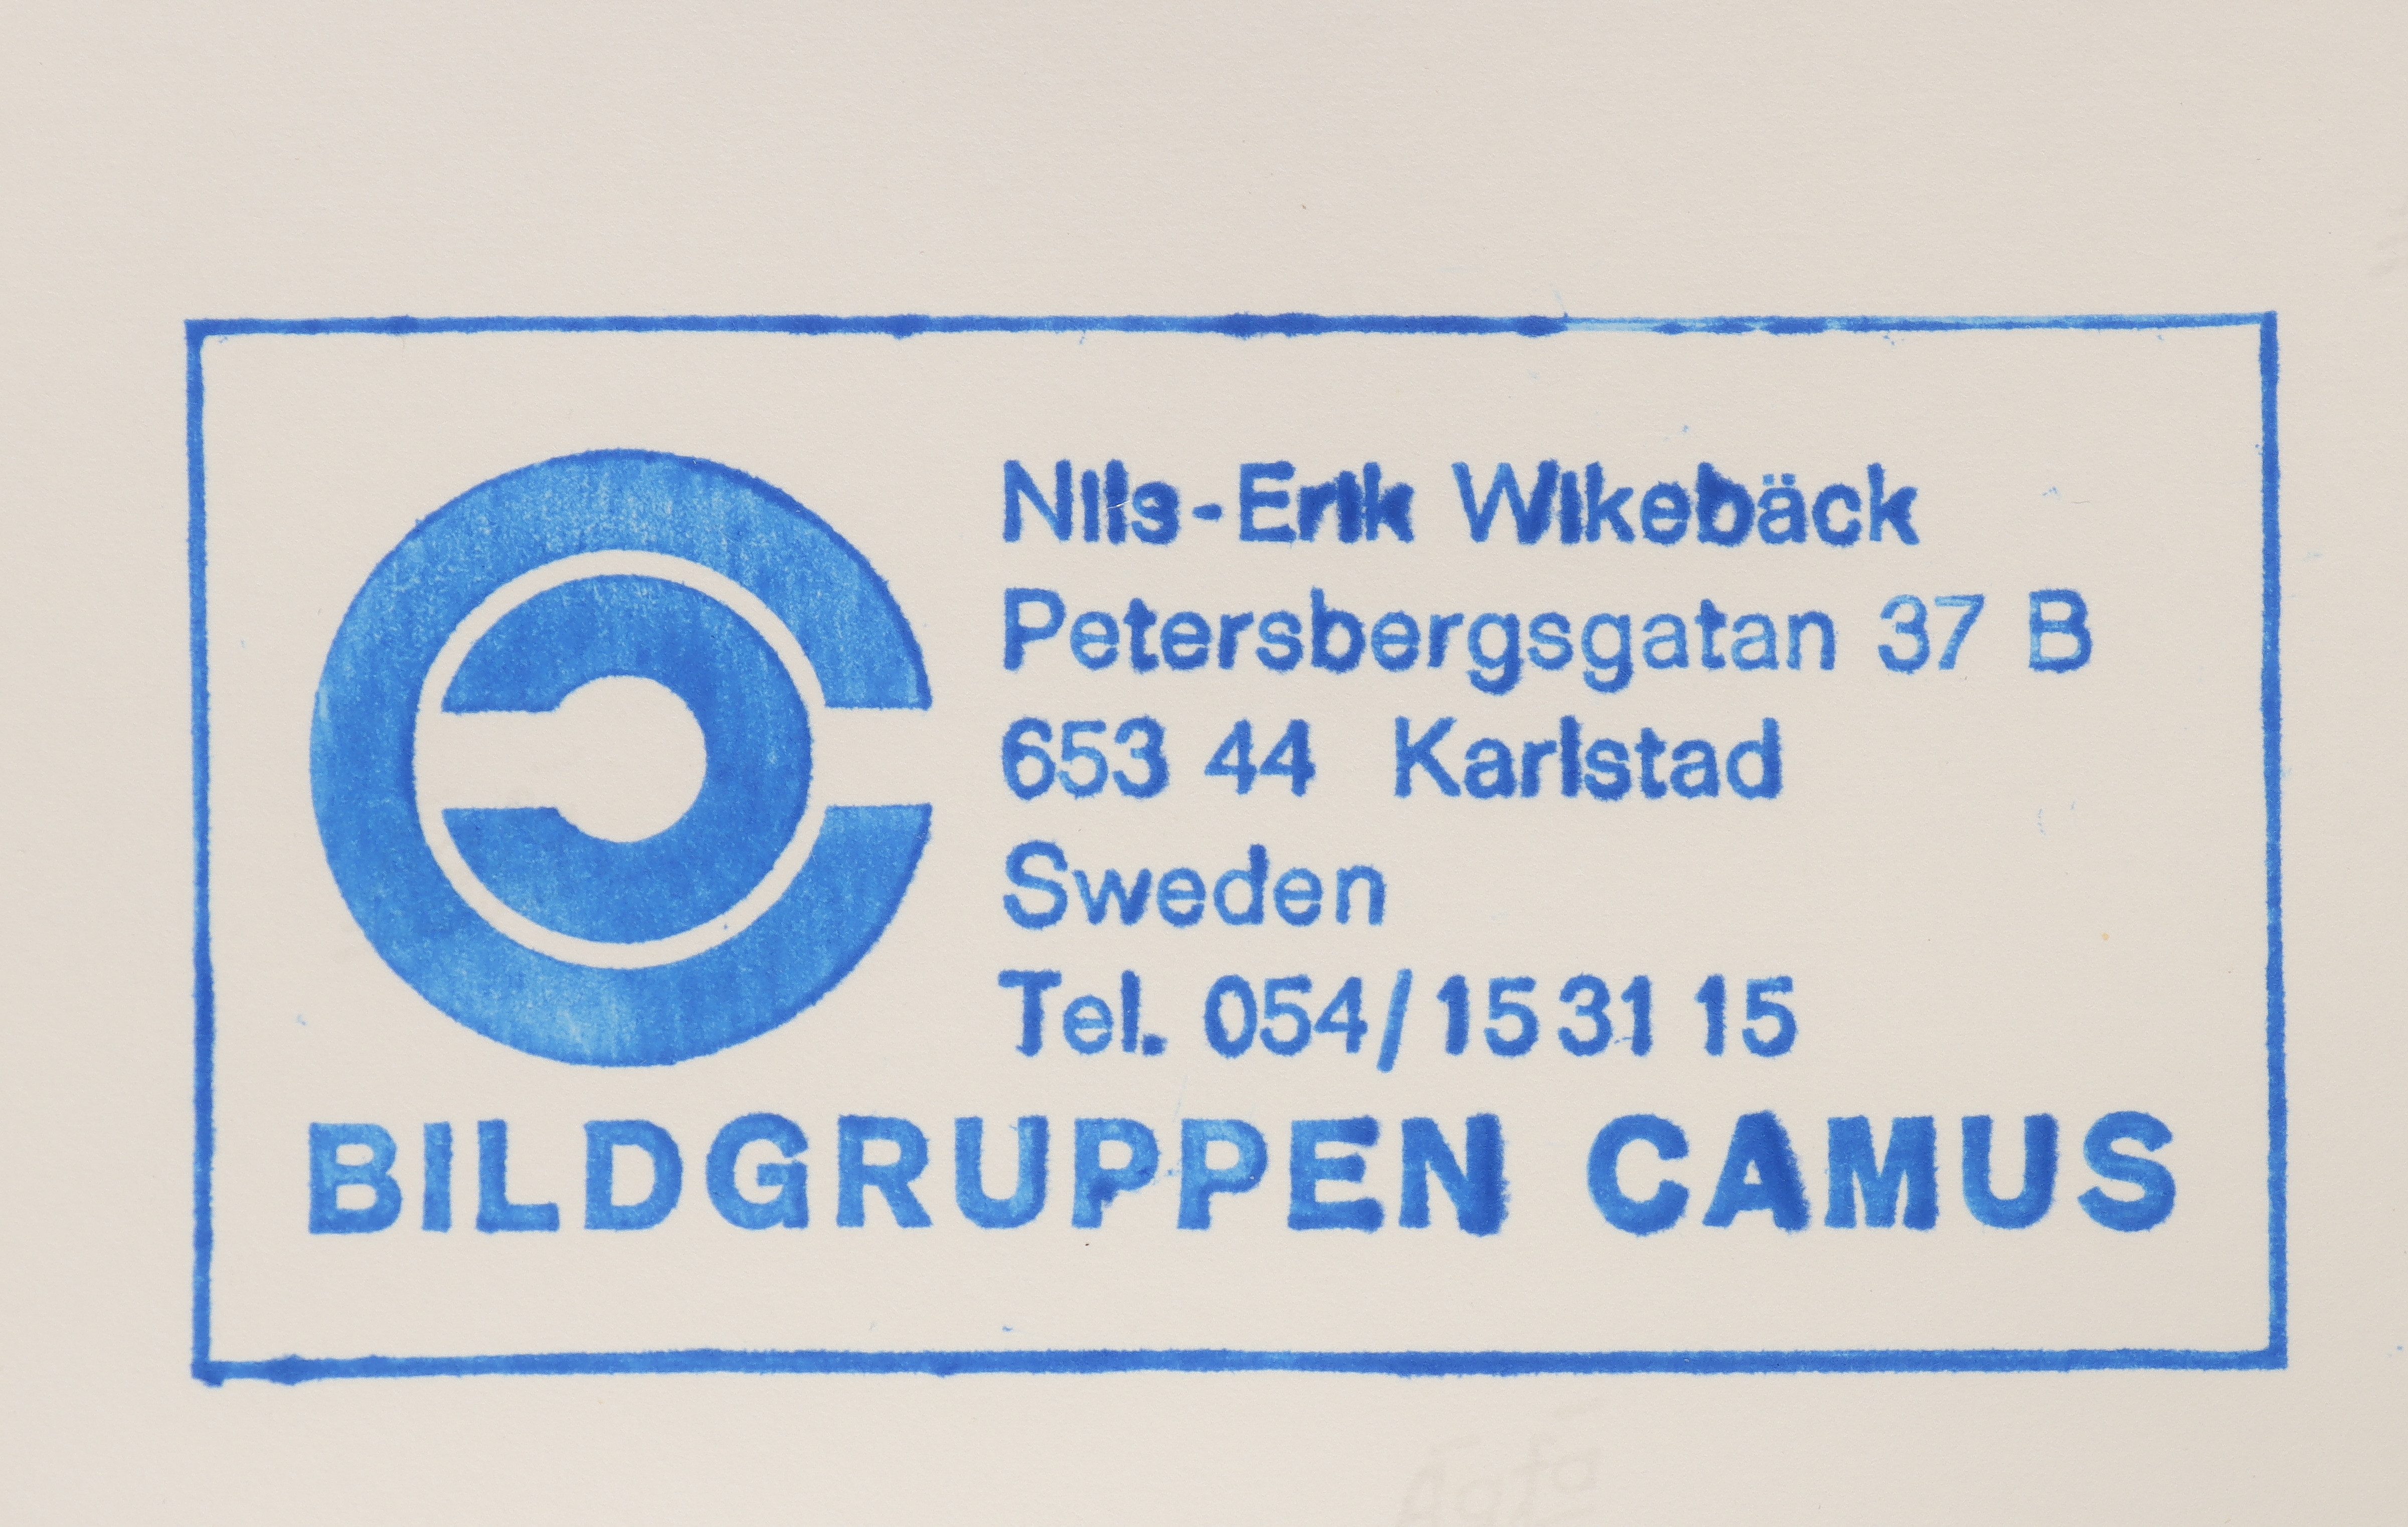 Nils-Erik Wikebäck
Petersbergsgatan 37 B
653 44 Karlstad
Sweden
Tel. 054/15 31 15
BILDGRUPPEN CAMUS